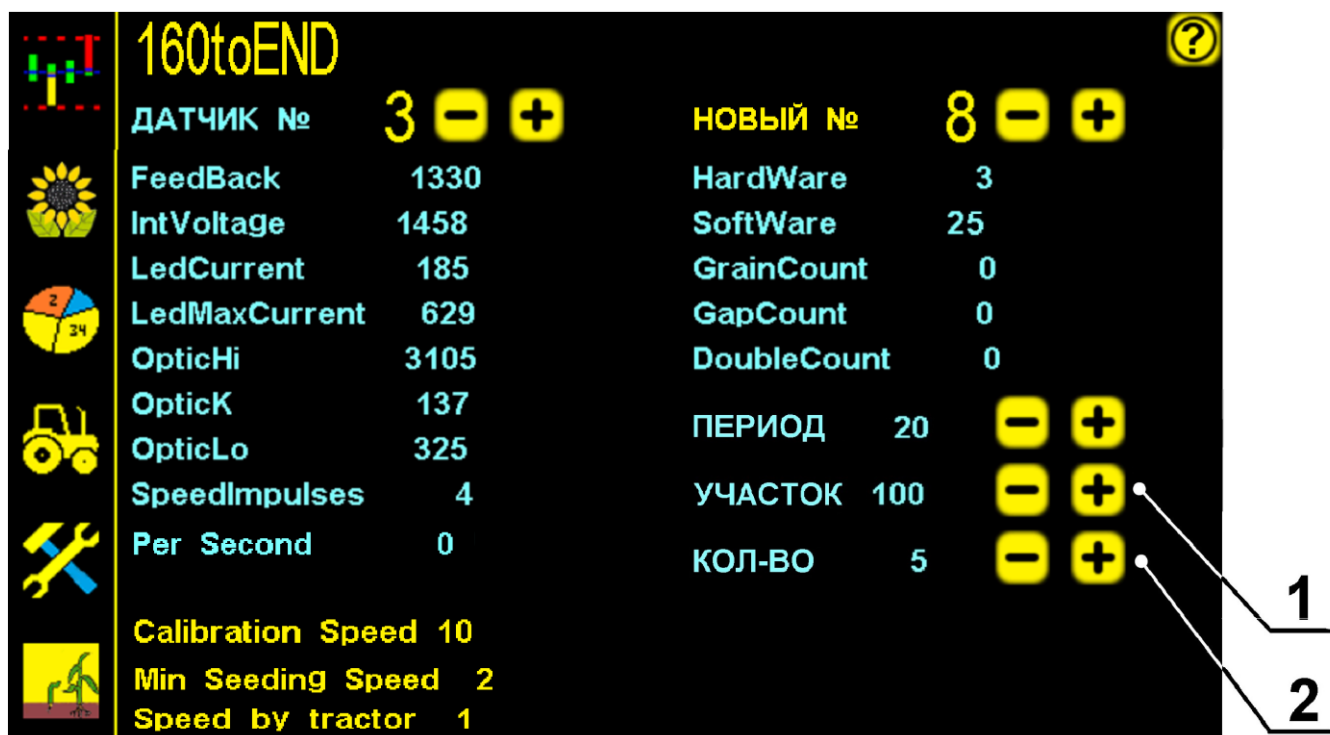 160toEND
?
ДАТЧИК № 3 - +
НОВЫЙ № 8 - +
FeedBack 1330
HardWare 3
IntVoltage 1458
SoftWare 25
LedCurrent 185
GrainCount 0
LedMaxCurrent 629
GapCount 0
OpticHi 3105
DoubleCount 0
OpticK 137
ПЕРИОД 20 - +
OpticLo 325
SpeedImpulses 4
УЧАСТОК 100 - +
Per Second 0
КОЛ-ВО 5 - +
Calibration Speed 10
Min Seeding Speed 2
Speed by tractor 1
2
34
1
2